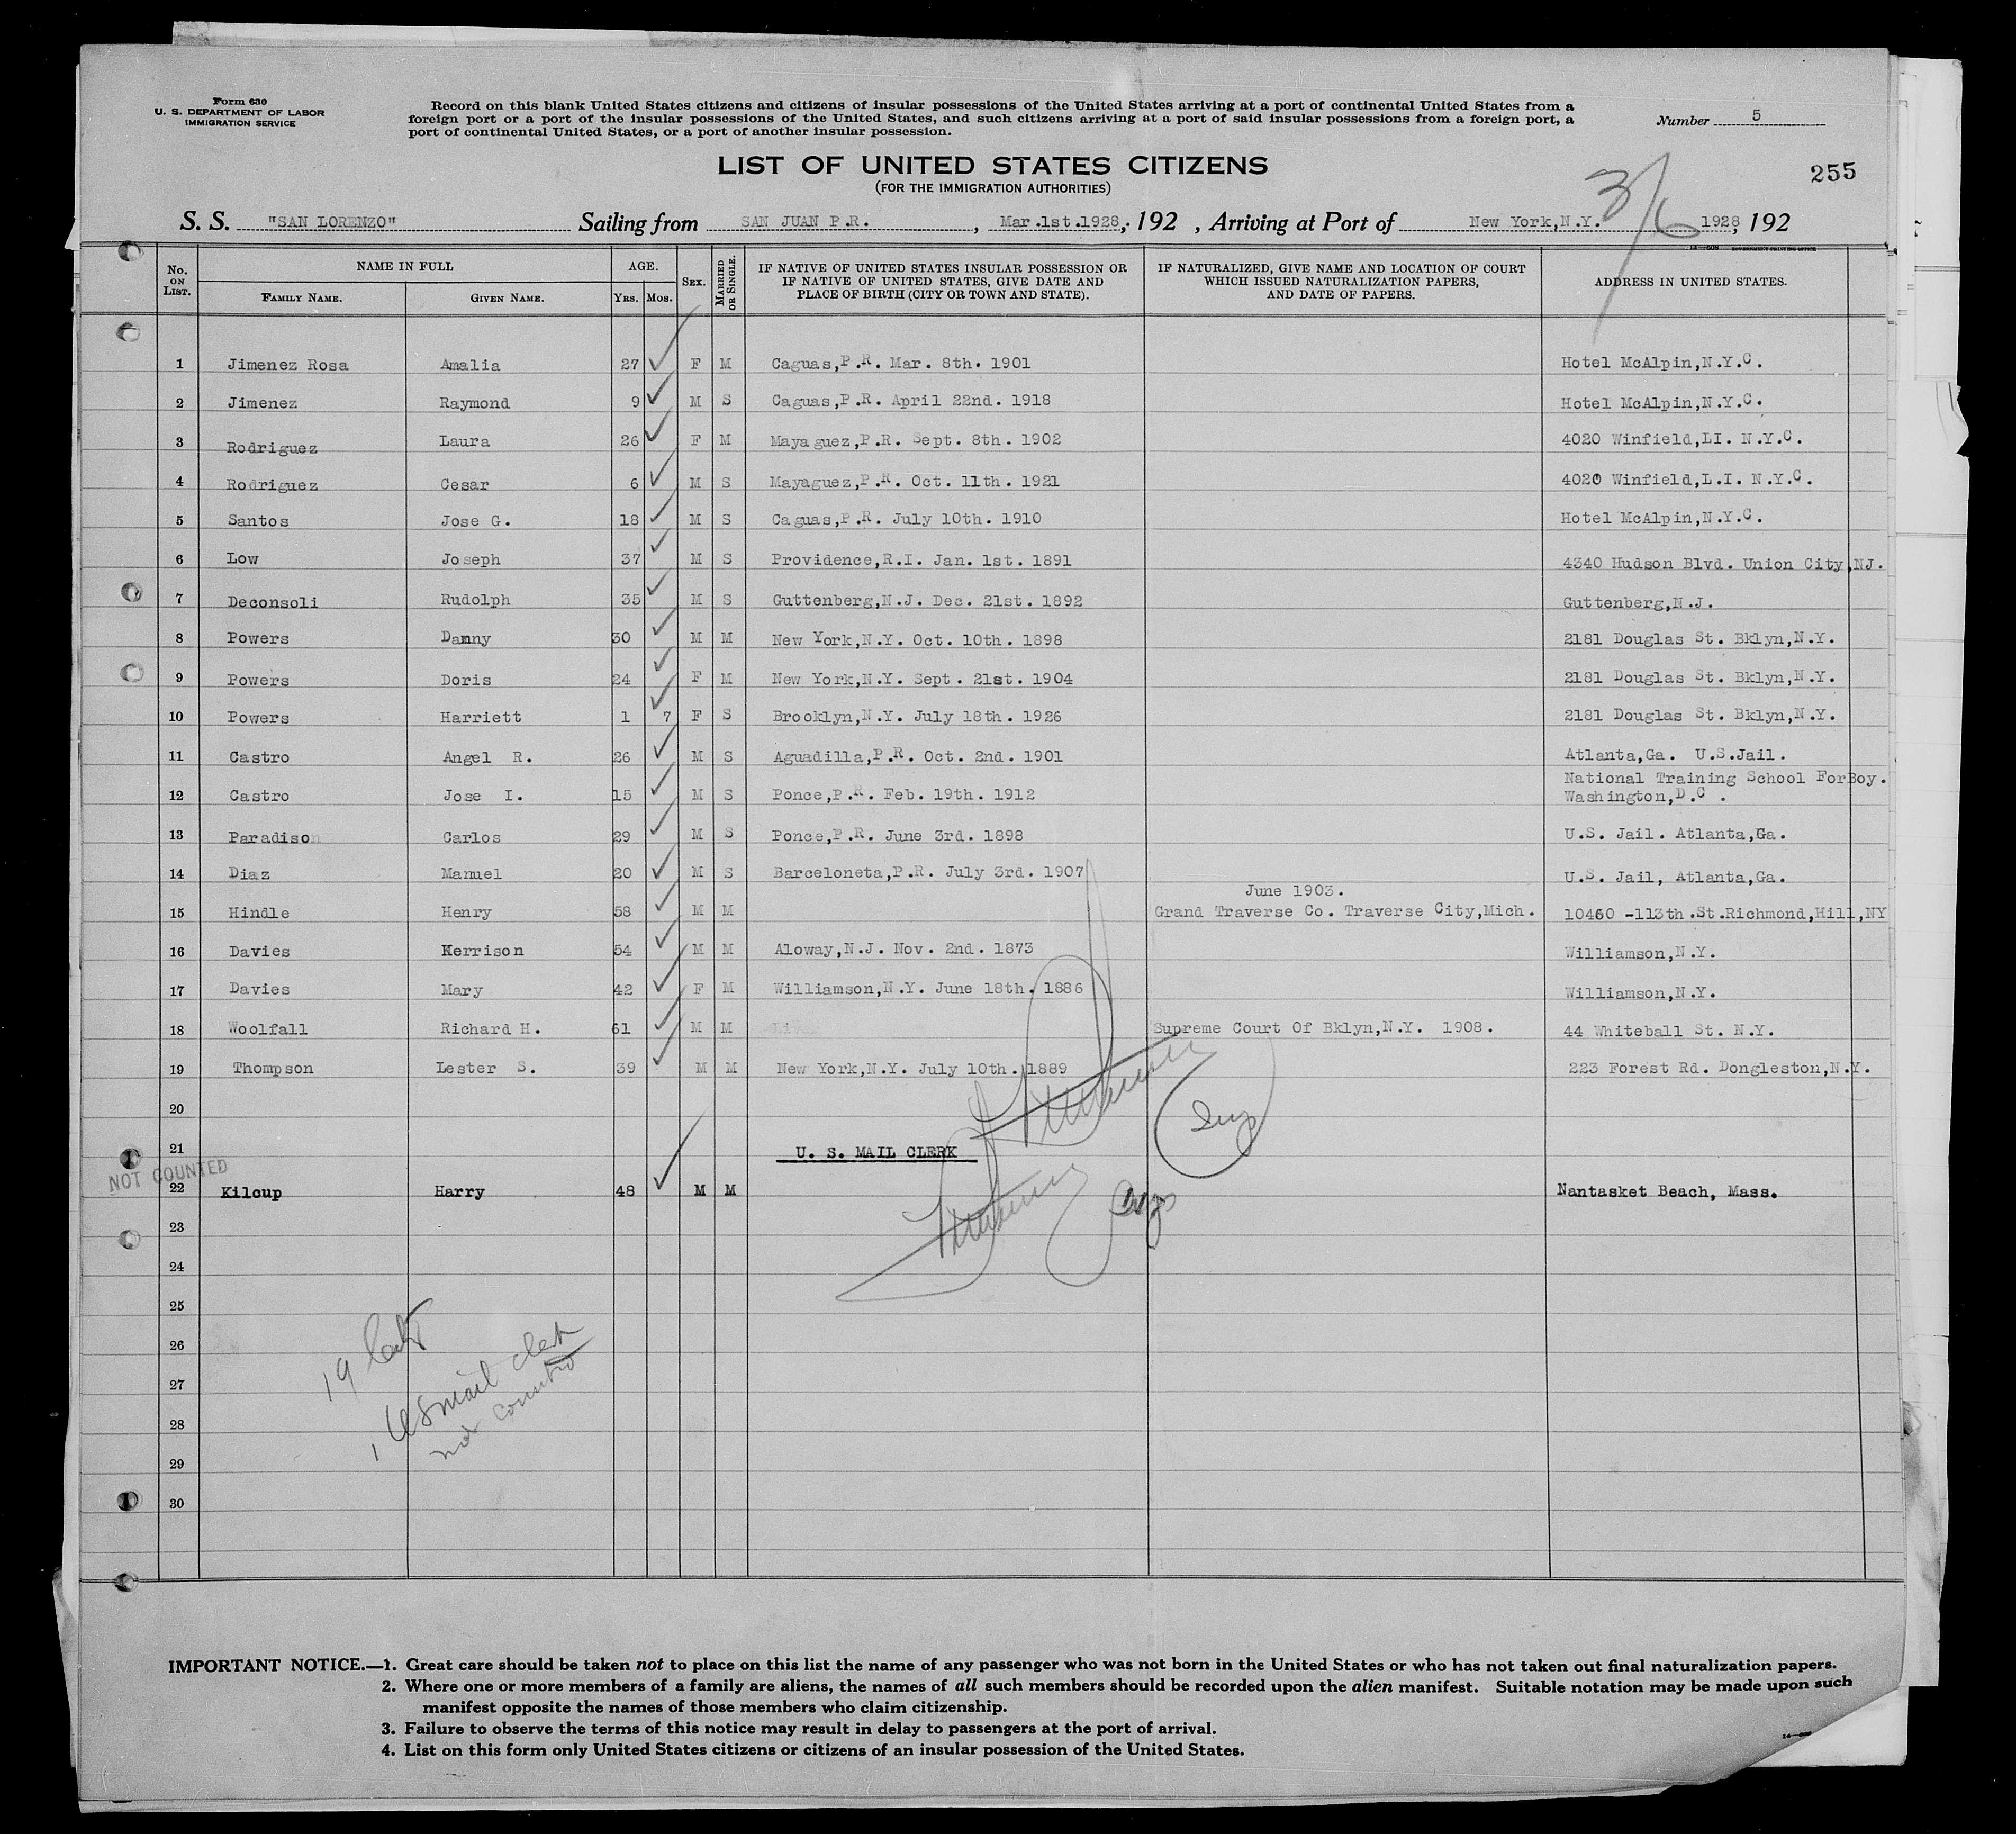 Form 630
U. S. DEPARTMENT OF LABOR
IMMIGRATION SERVICE
Record on this blank United States citizens and citizens of insular possessions of the United States arriving at a port of continental United States from a
foreign port or a port of the insular possessions of the United States, and such citizens arriving at a port of said insular possessions from a foreign port, a
port of continental United States, or a port of another insular possession.
Number 5
LIST OF UNITED STATES CITIZENS
(FOR THE IMMIGRATION AUTHORITIES)
255
3/6
S. S. "SAN LORENZO" Sailing from SAN JUAN P.R. , Mar.1st.1928, 192 , Arriving at Port of New York,N.Y. 1928, 192
No. ON LIST. NAME IN FULL FAMILY NAME. GIVEN NAME. AGE. YRS. MOS. SEX. MARRIED OR SINGLE. IF NATIVE OF UNITED STATES INSULAR POSSESSION OR IF NATIVE OF UNITED STATES, GIVE DATE AND PLACE OF BIRTH (CITY OR TOWN AND STATE). IF NATURALIZED, GIVE NAME AND LOCATION OF COURT WHICH ISSUED NATURALIZATION PAPERS, AND DATE OF PAPERS. ADDRESS IN UNITED STATES.
1 Jimenez Rosa Amalia 27 F M Caguas,P.R. Mar. 8th. 1901 Hotel McAlpin,N.Y.C.
2 Jimenez Raymond 9 M S Caguas,P.R. April 22nd. 1918 Hotel McAlpin,N.Y.C.
3 Rodriguez Laura 26 F M Mayaguez,P.R. Sept. 8th. 1902 4020 Winfield,LI. N.Y.C.
4 Rodriguez Cesar 6 M S Mayaguez,P.R. Oct. 11th. 1921 4020 Winfield,L.I. N.Y.C.
5 Santos Jose G. 18 M S Caguas,P.R. July 10th. 1910 Hotel McAlpin,N.Y.C.
6 Low Joseph 37 M S Providence,R.I. Jan. 1st. 1891 4340 Hudson Blvd. Union City,NJ.
7 Deconsoli Rudolph 35 M S Guttenberg,N.J. Dec. 21st. 1892 Guttenberg,N.J.
8 Powers Danny 30 M M New York,N.Y. Oct. 10th. 1898 2181 Douglas St. Bklyn,N.Y.
9 Powers Doris 24 F M New York,N.Y. Sept. 21st. 1904 2181 Douglas St. Bklyn,N.Y.
10 Powers Harriett 1 7 F S Brooklyn,N.Y. July 18th. 1926 2181 Douglas St. Bklyn,N.Y.
11 Castro Angel R. 26 M S Aguadilla,P.R. Oct. 2nd. 1901 Atlanta,Ga. U.S.Jail.
National Training School ForBoy.
12 Castro Jose I. 15 M S Ponce,P.R. Feb. 19th. 1912 Washington,D.C .
13 Paradison Carlos 29 M S Ponce,P.R. June 3rd. 1898 U.S. Jail. Atlanta,Ga.
14 Diaz Manuel 20 M S Barceloneta,P.R. July 3rd. 1907 U.S. Jail, Atlanta,Ga.
June 1903.
15 Hindle Henry 58 M M Grand Traverse Co. Traverse City,Mich. 10460 -113th.St.Richmond,Hill,NY
16 Davies Kerrison 54 M M Aloway,N.J. Nov. 2nd. 1873 Williamson,N.Y.
17 Davies Mary 42 F M Williamson,N.Y. June 18th. 1886 Williamson,N.Y.
18 Woolfall Richard H. 61 M M Supreme Court Of Bklyn,N.Y. 1908. 44 Whiteball St. N.Y.
19 Thompson Lester S. 39 M M New York,N.Y. July 10th. 1889 223 Forest Rd. Dongleston,N.Y.
20
21 U. S. MAIL CLERK
NOT COUNTED
22 Kilcup Harry 48 M M Nantasket Beach, Mass.
23
24
25
26
27
28
29
30
19
1 US mail clerk
not counted
IMPORTANT NOTICE.—1. Great care should be taken not to place on this list the name of any passenger who was not born in the United States or who has not taken out final naturalization papers.
2. Where one or more members of a family are aliens, the names of all such members should be recorded upon the alien manifest. Suitable notation may be made upon such
manifest opposite the names of those members who claim citizenship.
3. Failure to observe the terms of this notice may result in delay to passengers at the port of arrival.
4. List on this form only United States citizens or citizens of an insular possession of the United States.